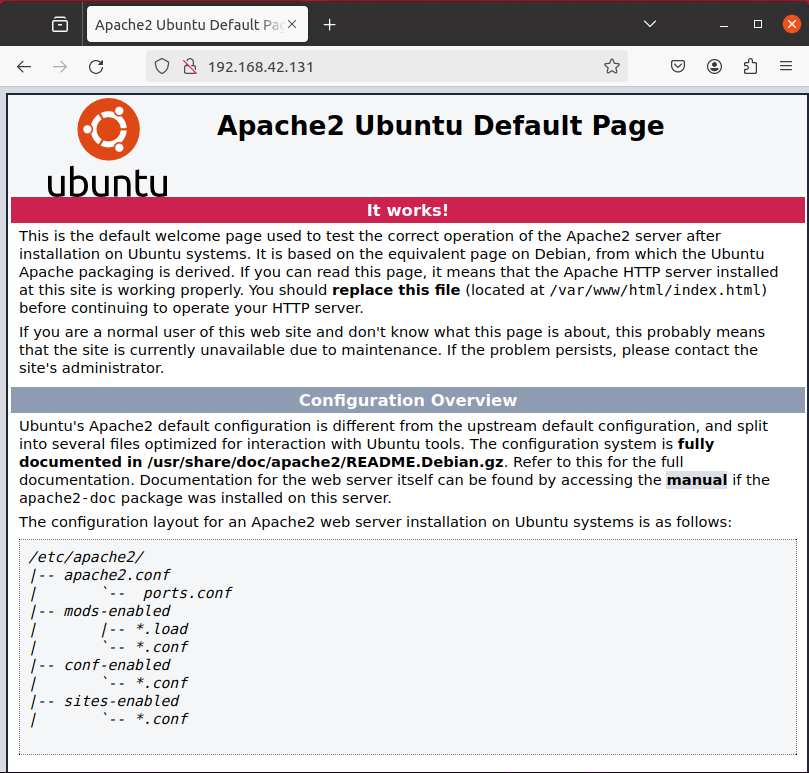 Apache2 Ubuntu Default Pag
192.168.42.131
ubuntu
Apache2 Ubuntu Default Page
It works!
This is the default welcome page used to test the correct operation of the Apache2 server after
installation on Ubuntu systems. It is based on the equivalent page on Debian, from which the Ubuntu
Apache packaging is derived. If you can read this page, it means that the Apache HTTP server installed
at this site is working properly. You should replace this file (located at /var/www/html/index.html)
before continuing to operate your HTTP server.
If you are a normal user of this web site and don't know what this page is about, this probably means
that the site is currently unavailable due to maintenance. If the problem persists, please contact the
site's administrator.
Configuration Overview
Ubuntu's Apache2 default configuration is different from the upstream default configuration, and split
into several files optimized for interaction with Ubuntu tools. The configuration system is fully
documented in /usr/share/doc/apache2/README.Debian.gz. Refer to this for the full
documentation. Documentation for the web server itself can be found by accessing the manual if the
apache2-doc package was installed on this server.
The configuration layout for an Apache2 web server installation on Ubuntu systems is as follows:
/etc/apache2/
|-- apache2.conf
|       `--  ports.conf
|-- mods-enabled
|       |-- *.load
|       `-- *.conf
|-- conf-enabled
|       `-- *.conf
|-- sites-enabled
|       `-- *.conf